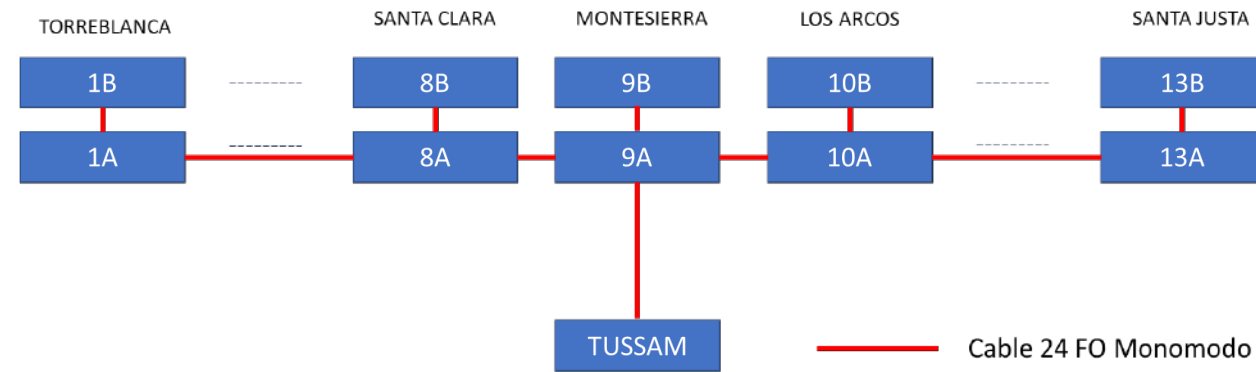 TORREBLANCA
SANTA CLARA
MONTESIERRA
LOS ARCOS
SANTA JUSTA
1B
8B
9B
10B
13B
1A
8A
9A
10A
13A
TUSSAM
Cable 24 FO Monomodo